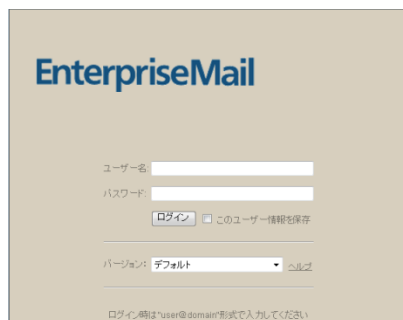 EnterpriseMail
ユーザー名
パスワード:
ログイン このユーザー情報を保存
バージョン: デフォルト ヘルプ
ログイン時は"user@domain"形式で入力してください